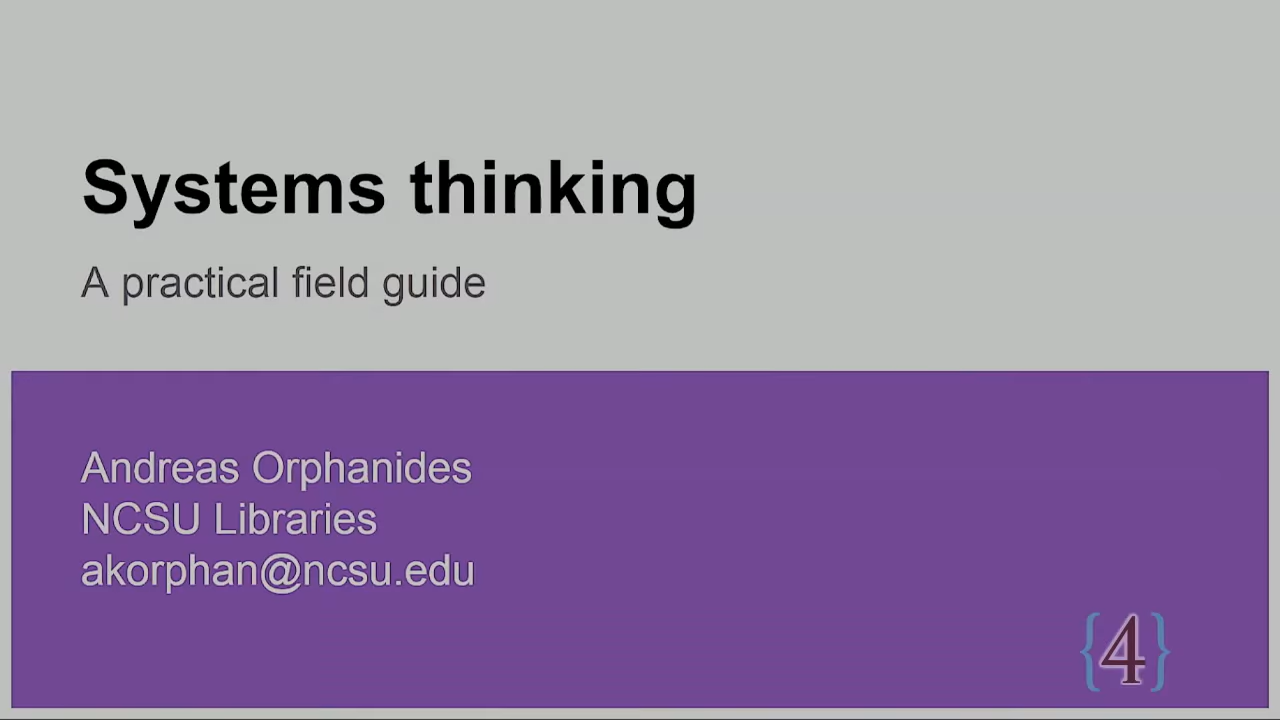 Systems thinking
A practical field guide
Andreas Orphanides
NCSU Libraries
akorphan@ncsu.edu
{4}